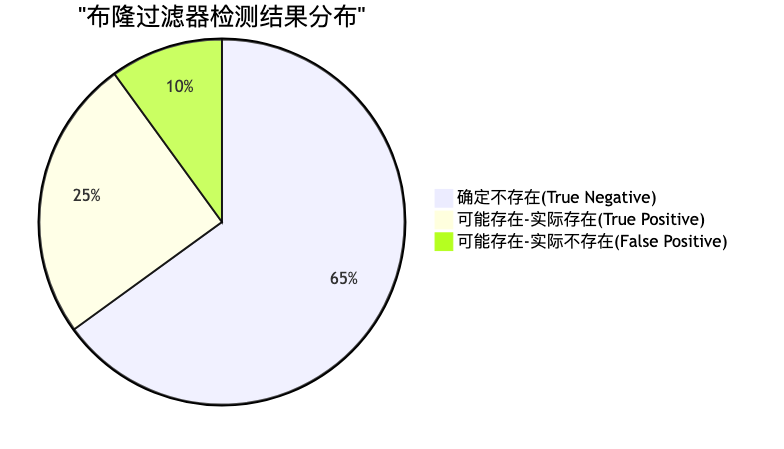 "布隆过滤器检测结果分布"
10%
25%
65%
确定不存在(True Negative)
可能存在-实际存在(True Positive)
可能存在-实际不存在(False Positive)